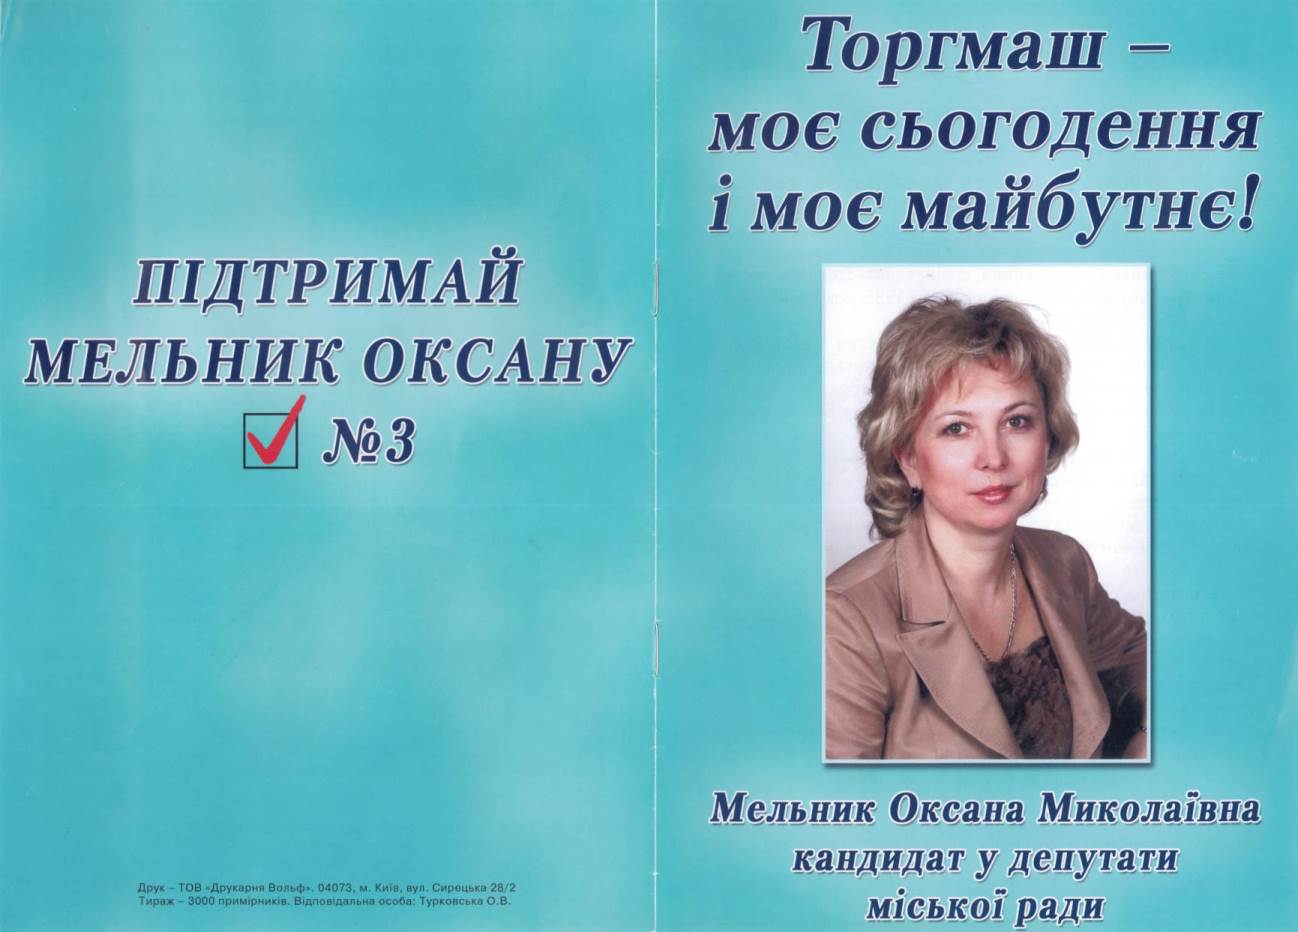 ПІДТРИМАЙ
МЕЛЬНИК ОКСАНУ
№3
Друк – ТОВ «Друкарня Вольф». 04073, м. Київ, вул. Сирецька 28/2
Тираж – 3000 примірників. Відповідальна особа: Турковська О.В.
Торгмаш –
моє сьогодення
і моє майбутнє!
Мельник Оксана Миколаївна
кандидат у депутати
міської ради